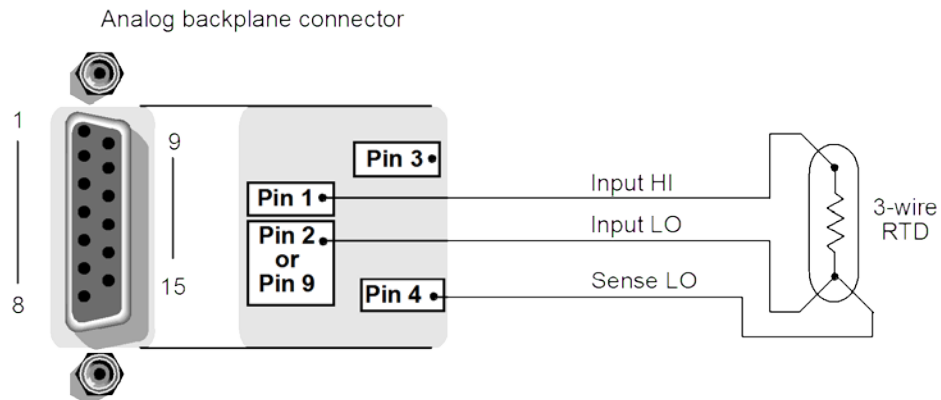 Analog backplane connector
1
9
15
8
Pin 3
Pin 1
Pin 2
or
Pin 9
Pin 4
Input HI
Input LO
Sense LO
3-wire
RTD